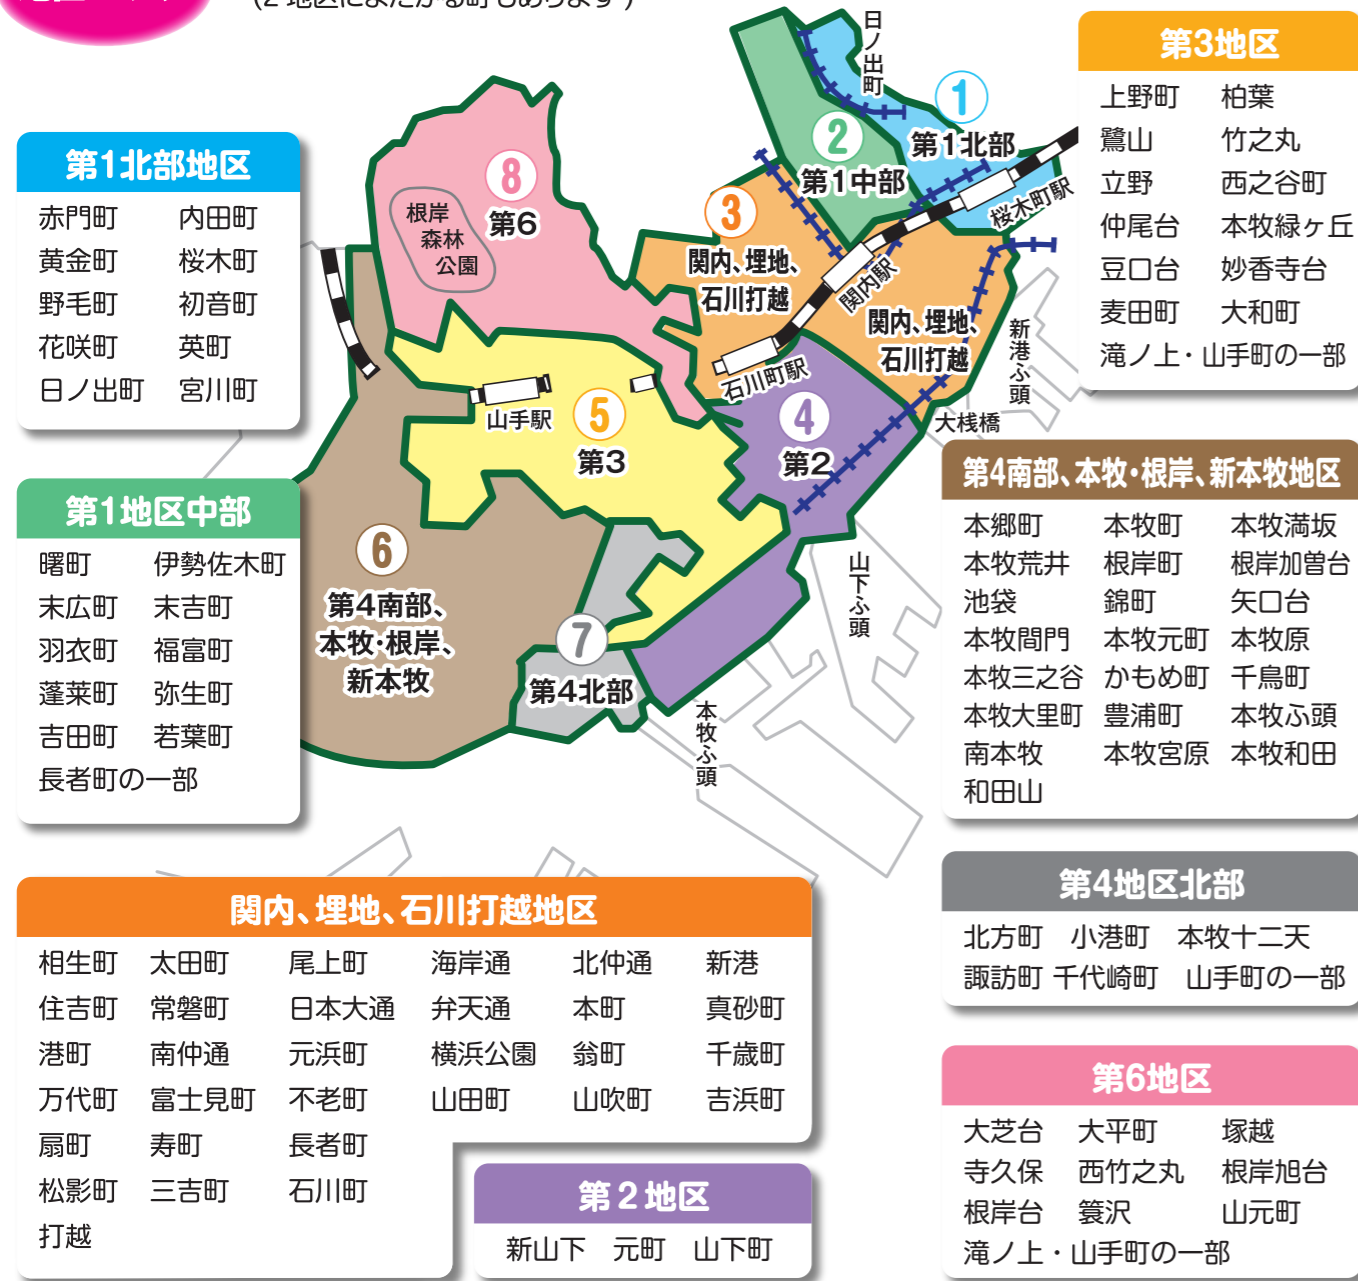 (2地区にまたがる町もあります)
第1北部地区
赤門町 内田町
黄金町 桜木町
野毛町 初音町
花咲町 英町
日ノ出町 宮川町
第1地区中部
曙町 伊勢佐木町
末広町 末吉町
羽衣町 福富町
蓬莱町 弥生町
吉田町 若葉町
長者町の一部
日ノ出町
1
第1北部
2
第1中部
桜木町駅
8
第6
根岸
森林
公園
3
関内、埋地、
石川打越
関内駅
関内、埋地、
石川打越
新港ふ頭
石川町駅
大桟橋
山手駅
5
第3
4
第2
6
第4南部、
本牧・根岸、
新本牧
7
第4北部
山下ふ頭
本牧ふ頭
第3地区
上野町 柏葉
鷺山 竹之丸
立野 西之谷町
仲尾台 本牧緑ヶ丘
豆口台 妙香寺台
麦田町 大和町
滝ノ上・山手町の一部
第4南部、本牧・根岸、新本牧地区
本郷町 本牧町 本牧満坂
本牧荒井 根岸町 根岸加曽台
池袋 錦町 矢口台
本牧間門 本牧元町 本牧原
本牧三之谷 かもめ町 千鳥町
本牧大里町 豊浦町 本牧ふ頭
南本牧 本牧宮原 本牧和田
和田山
第4地区北部
北方町 小港町 本牧十二天
諏訪町 千代崎町 山手町の一部
関内、埋地、石川打越地区
相生町 太田町 尾上町 海岸通 北仲通 新港
住吉町 常磐町 日本大通 弁天通 本町 真砂町
港町 南仲通 元浜町 横浜公園 翁町 千歳町
万代町 富士見町 不老町 山田町 山吹町 吉浜町
扇町 寿町 長者町
松影町 三吉町 石川町
打越
第2地区
新山下 元町 山下町
第6地区
大芝台 大平町 塚越
寺久保 西竹之丸 根岸旭台
根岸台 簑沢 山元町
滝ノ上・山手町の一部